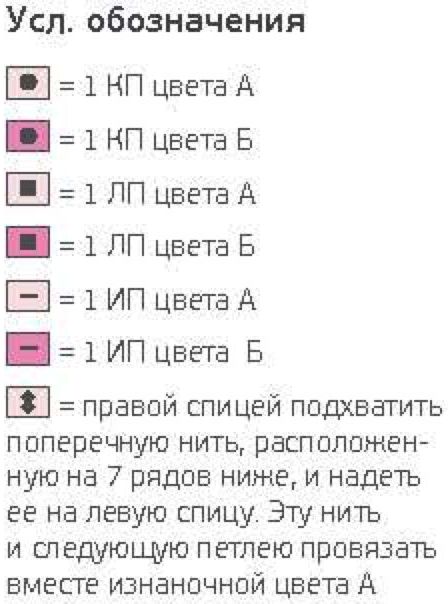 Усл. обозначения
= 1 КП цвета А
= 1 КП цвета Б
= 1 ЛП цвета А
= 1 ЛП цвета Б
= 1 ИП цвета А
= 1 ИП цвета Б
= правой спицей подхватить
поперечную нить, расположен-
ную на 7 рядов ниже, и надеть
ее на левую спицу. Эту нить
и следующую петлею провязать
вместе изнаночной цвета А